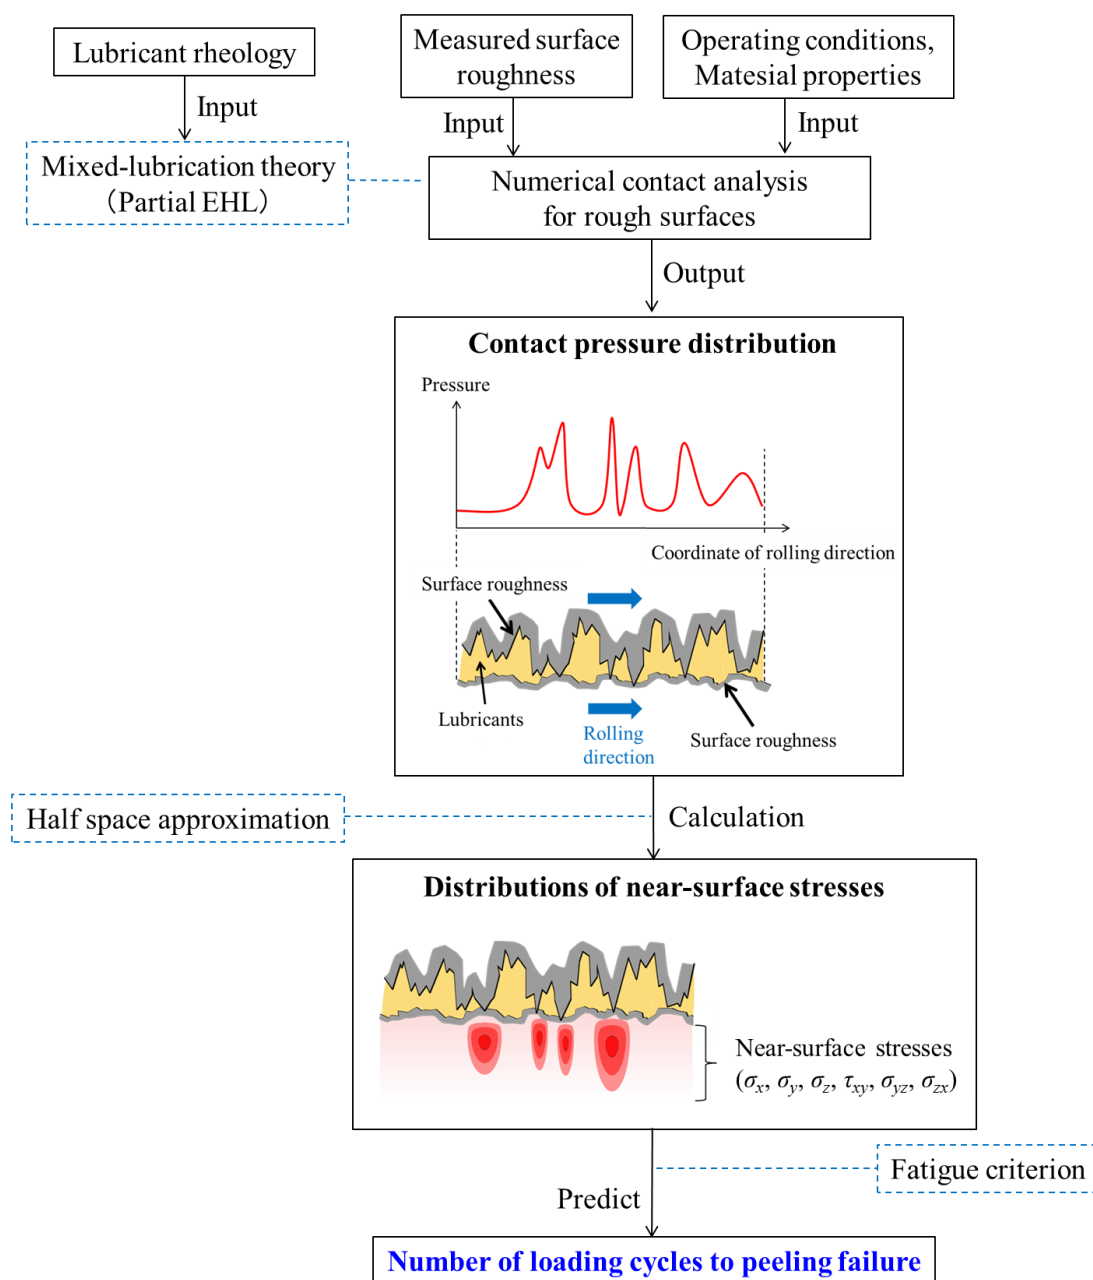 Lubricant rheology
Measured surface
roughness
Operating conditions,
Matesial properties
Input
Input
Input
Mixed-lubrication theory
（Partial EHL）
Numerical contact analysis
for rough surfaces
Output
Contact pressure distribution
Pressure
Coordinate of rolling direction
Surface roughness
Lubricants
Rolling
direction
Surface roughness
Half space approximation
Calculation
Distributions of near-surface stresses
Near-surface stresses
(σx, σy, σz, τxy, σyz, σzx)
Fatigue criterion
Predict
Number of loading cycles to peeling failure